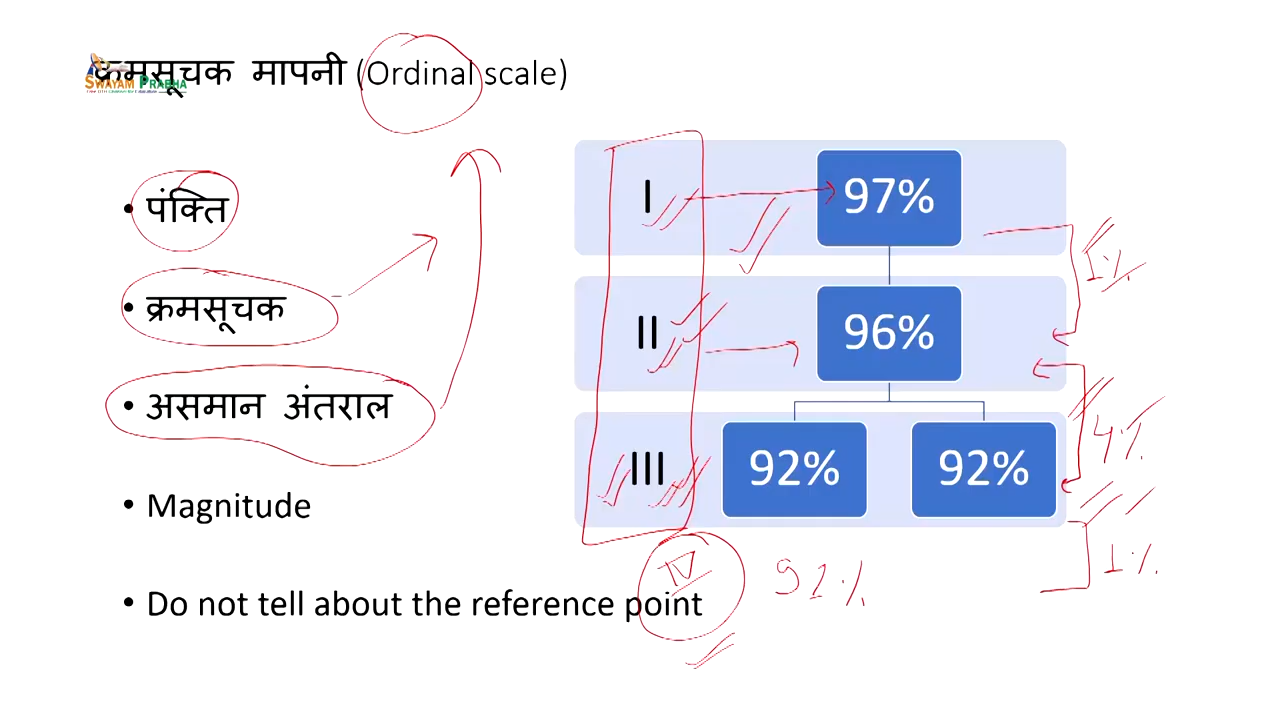 क्रमसूचक मापनी (Ordinal scale)
SWAYAM PRABHA
• पंक्ति
• क्रमसूचक
• असमान अंतराल
• Magnitude
• Do not tell about the reference point
I
97%
1%
II
96%
4%
III
92%
92%
IV
91%
1%